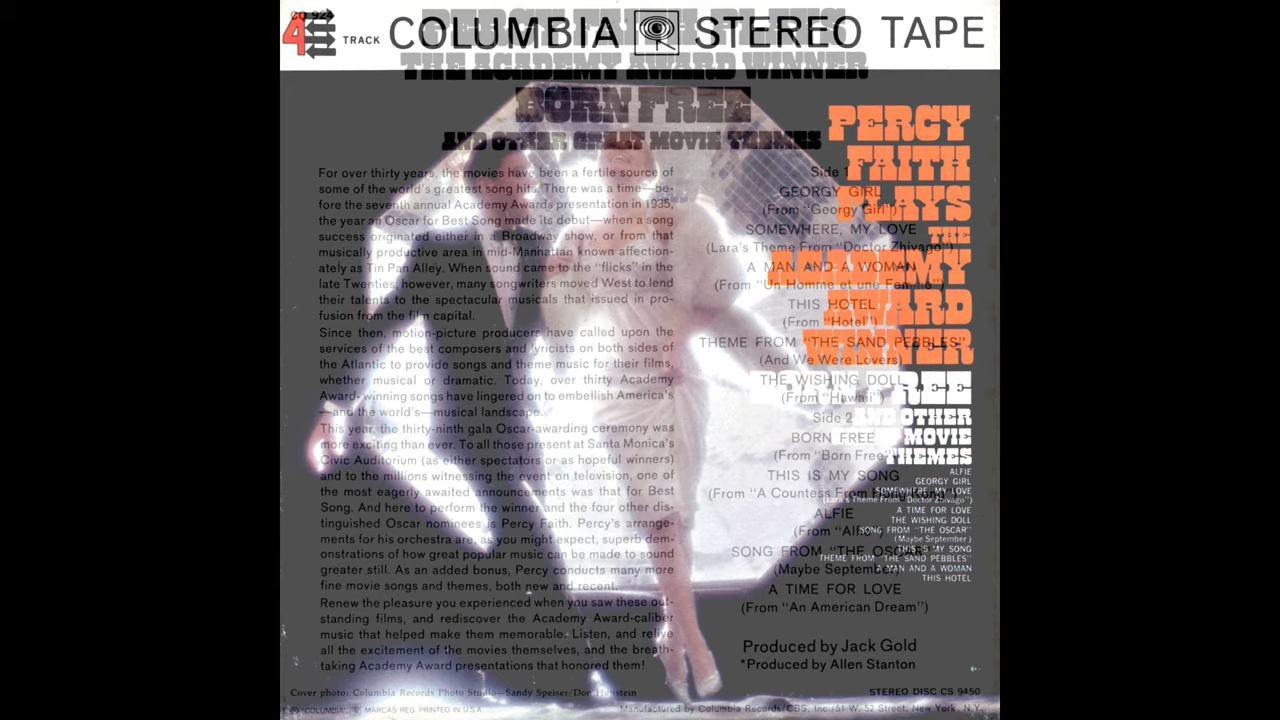 CQ 924
4 TRACK COLUMBIA STEREO TAPE
PERCY FAITH PLAYS
THE ACADEMY AWARD WINNER
BORN FREE
AND OTHER GREAT MOVIE THEMES
For over thirty years, the movies have been a fertile source of
some of the world's greatest song hits. There was a time—be-
fore the seventh annual Academy Awards presentation in 1935,
the year an Oscar for Best Song made its debut—when a song
success originated either in a Broadway show, or from that
musically productive area in mid-Manhattan known affection-
ately as Tin Pan Alley. When sound came to the "flicks" in the
late Twenties, however, many songwriters moved West to lend
their talents to the spectacular musicals that issued in pro-
fusion from the film capital.
Since then, motion-picture producers have called upon the
services of the best composers and lyricists on both sides of
the Atlantic to provide songs and theme music for their films,
whether musical or dramatic. Today, over thirty Academy
Award-winning songs have lingered on to embellish America's
—and the world's—musical landscape.
This year, the thirty-ninth gala Oscar-awarding ceremony was
more exciting than ever. To all those present at Santa Monica's
Civic Auditorium (as either spectators or as hopeful winners)
and to the millions witnessing the event on television, one of
the most eagerly awaited announcements was that for Best
Song. And here to perform the winner and the four other dis-
tinguished Oscar nominees is Percy Faith. Percy's arrange-
ments for his orchestra are, as you might expect, superb dem-
onstrations of how great popular music can be made to sound
greater still. As an added bonus, Percy conducts many more
fine movie songs and themes, both new and recent.
Renew the pleasure you experienced when you saw these out-
standing films, and rediscover the Academy Award-caliber
music that helped make them memorable. Listen, and relive
all the excitement of the movies themselves, and the breath-
taking Academy Award presentations that honored them!
Side 1
GEORGY GIRL
(From "Georgy Girl")
SOMEWHERE, MY LOVE
(Lara's Theme From "Doctor Zhivago")
A MAN AND A WOMAN
(From "Un Homme et une Femme")
THIS HOTEL
(From "Hotel")
THEME FROM "THE SAND PEBBLES"
(And We Were Lovers)
THE WISHING DOLL
(From "Hawaii")
Side 2
BORN FREE
(From "Born Free")
THIS IS MY SONG
(From "A Countess From Hong Kong")
ALFIE
(From "Alfie")
SONG FROM "THE OSCAR"
(Maybe September)
A TIME FOR LOVE
(From "An American Dream")
Produced by Jack Gold
*Produced by Allen Stanton
PERCY
FAITH
PLAYS
THE
ACADEMY
AWARD
WINNER
BORN FREE
AND OTHER
MOVIE
THEMES
ALFIE
GEORGY GIRL
SOMEWHERE, MY LOVE
(Lara's Theme From "Doctor Zhivago")
A TIME FOR LOVE
THE WISHING DOLL
SONG FROM "THE OSCAR"
(Maybe September)
THIS IS MY SONG
THEME FROM "THE SAND PEBBLES"
A MAN AND A WOMAN
THIS HOTEL
Cover photo: Columbia Records Photo Studio—Sandy Speiser/Don Hunstein
STEREO DISC CS 9450
"COLUMBIA", MARCAS REG. PRINTED IN U.S.A.
Manufactured by Columbia Records/CBS, Inc./51 W. 52 Street, New York, N.Y.